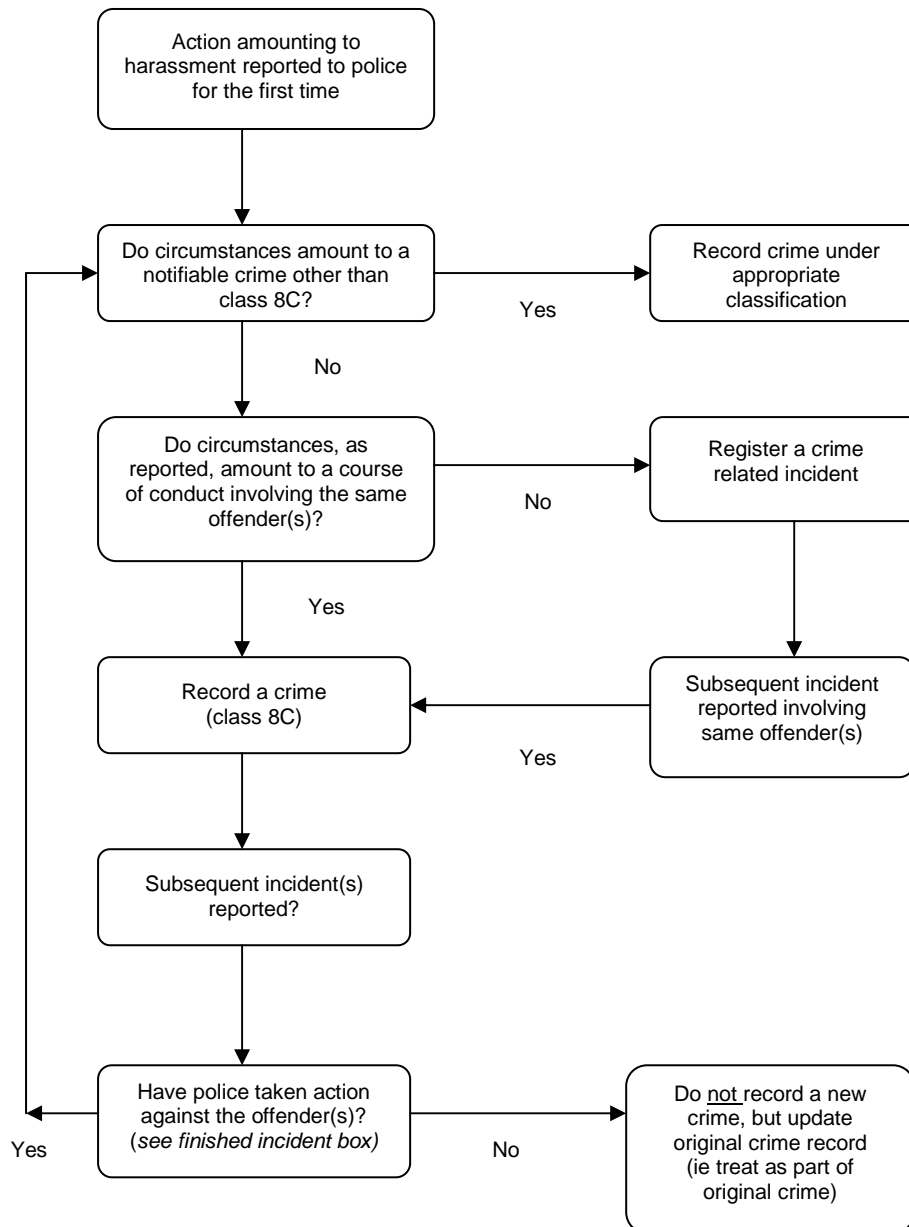 Action amounting to
harassment reported to police
for the first time
Do circumstances amount to a
notifiable crime other than
class 8C?
Yes
Record crime under
appropriate
classification
No
Do circumstances, as
reported, amount to a course
of conduct involving the same
offender(s)?
No
Register a crime
related incident
Yes
Record a crime
(class 8C)
Yes
Subsequent incident
reported involving
same offender(s)
Subsequent incident(s)
reported?
Have police taken action
against the offender(s)?
(see finished incident box)
Yes
No
Do not record a new
crime, but update
original crime record
(ie treat as part of
original crime)